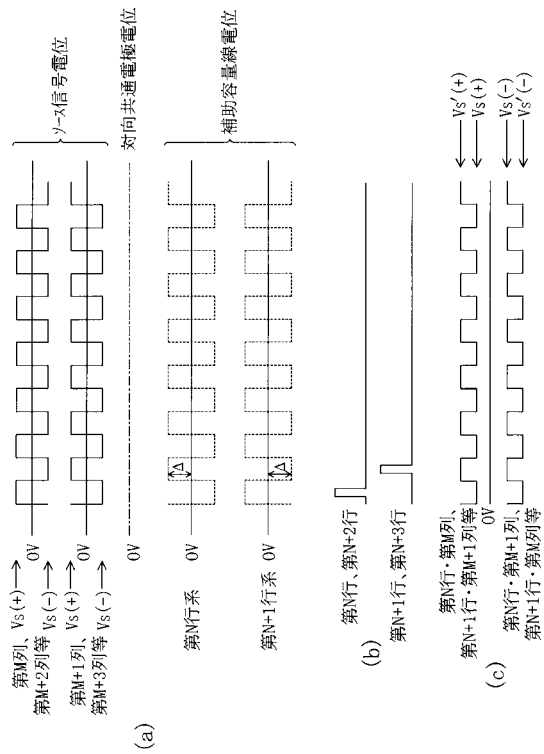 (a)
第M列、Vs(+)
第M+2列等 Vs(-)
0V
第M+1列、Vs(+)
第M+3列等 Vs(-)
0V
ソース信号電位
0V
対向共通電極電位
第N行系
0V
Δ
第N+1行系
0V
Δ
補助容量線電位
(b)
第N行、第N+2行
第N+1行、第N+3行
(c)
第N行・第M列、
第N+1行・第M+1列等
0V
第N行・第M+1列、
第N+1行・第M列等
Vs'(+)
Vs(+)
Vs(-)
Vs'(-)